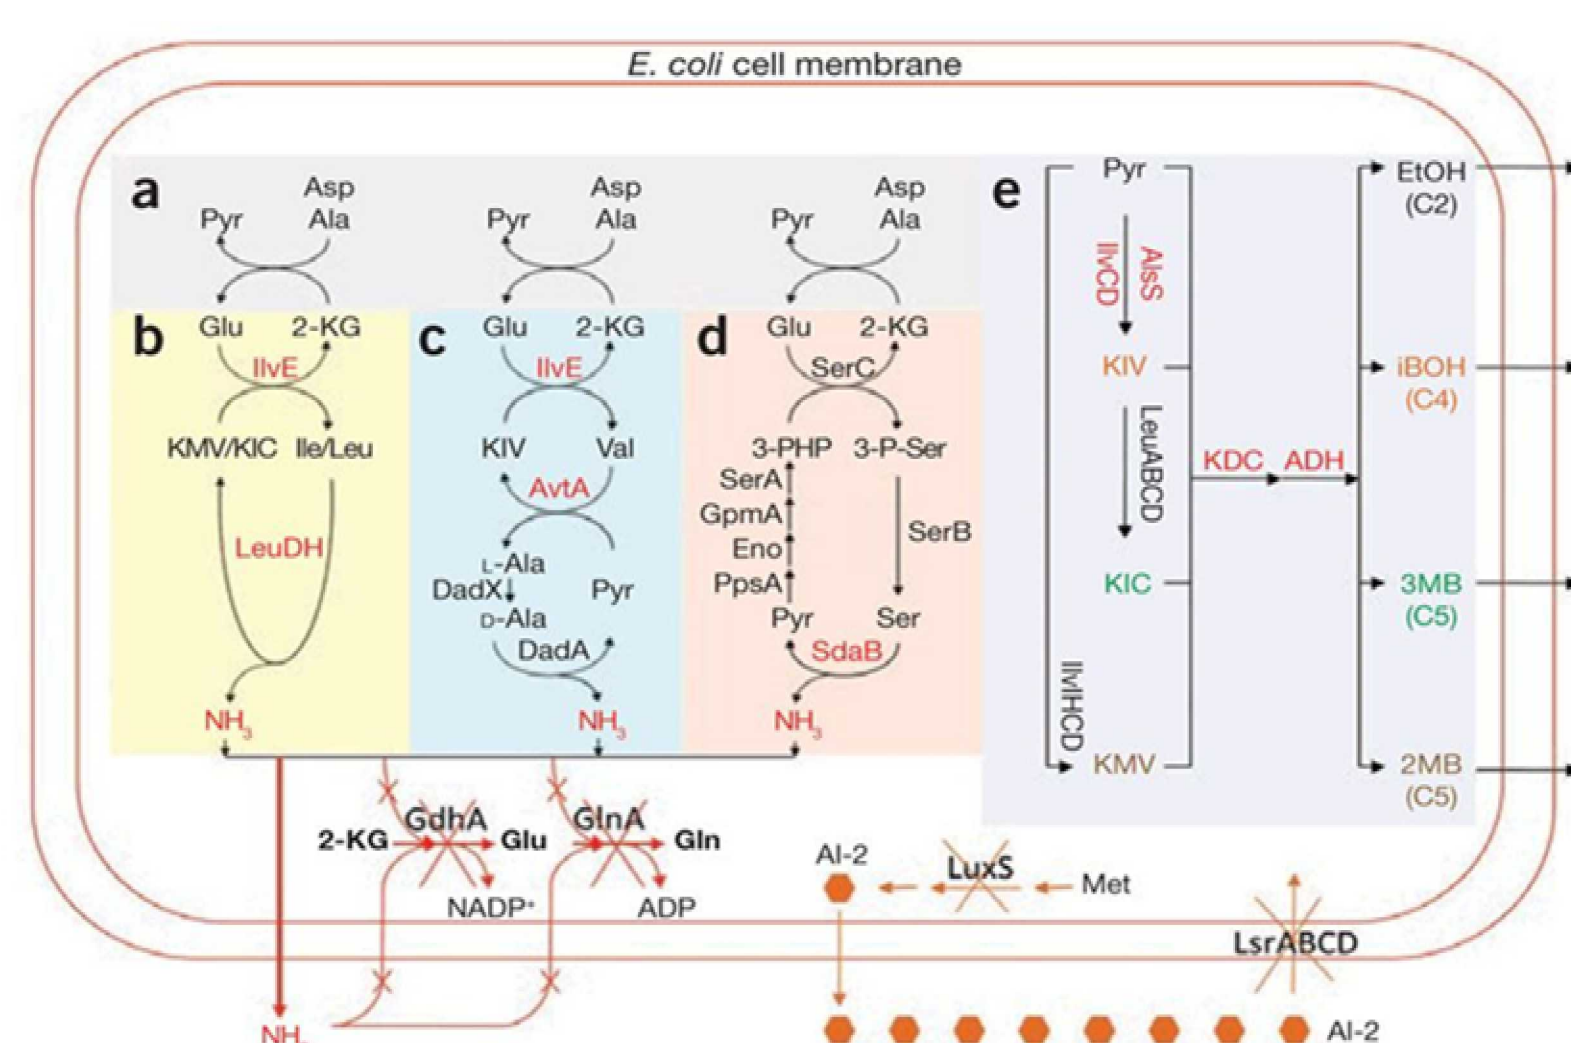 E. coli cell membrane
a
Asp
Pyr Ala
Asp
Pyr Ala
Asp
Pyr Ala
b
Glu 2-KG
IlvE
KMV/KIC Ile/Leu
LeuDH
NH3
c
Glu 2-KG
IlvE
KIV Val
AvtA
L-Ala
DadX
Pyr
D-Ala
DadA
NH3
d
Glu 2-KG
SerC
3-PHP 3-P-Ser
SerA
GpmA
SerB
Eno
PpsA
Pyr Ser
SdaB
NH3
e
Pyr
IlvCD
AlsS
KIV
LeuABCD
KIC
IlvIHCD
KMV
KDC ADH
EtOH
(C2)
iBOH
(C4)
3MB
(C5)
2MB
(C5)
GdhA
2-KG Glu
NADP+
GlnA
Gln
ADP
NH
AI-2
LuxS
Met
LsrABCD
AI-2